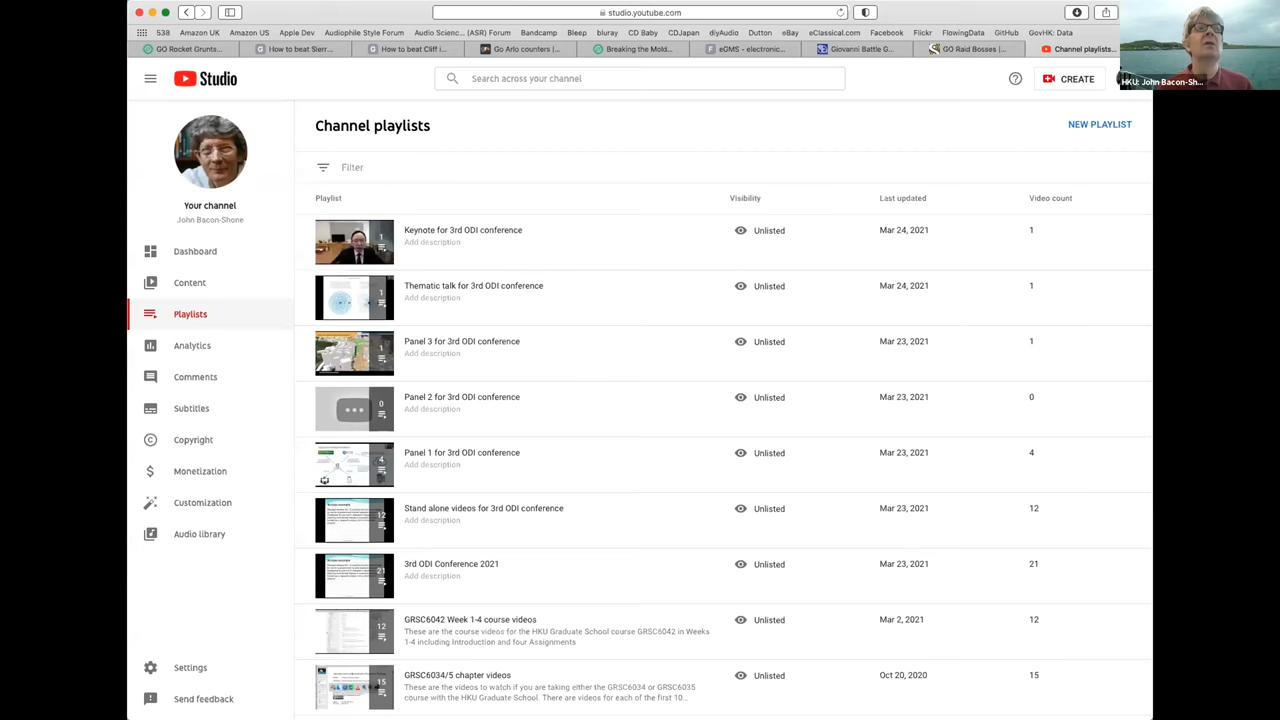 studio.youtube.com
538 Amazon UK Amazon US Apple Dev Audiophile Style Forum Audio Scienc... (ASR) Forum Bandcamp Bleep bluray CD Baby CDJapan diyAudio Dutton eBay eClassical.com Facebook Flickr FlowingData GitHub GovHK: Data
GO Rocket Grunts... How to beat Sierr... How to beat Cliff i... Go Arlo counters |... Breaking the Mold... eGMS - electronic... Giovanni Battle G... GO Raid Bosses |... Channel playlists...
HKU: John Bacon-Sho...
Studio
Search across your channel
CREATE
Channel playlists
NEW PLAYLIST
Filter
Your channel
John Bacon-Shone
Dashboard
Content
Playlists
Analytics
Comments
Subtitles
Copyright
Monetization
Customization
Audio library
Settings
Send feedback
Playlist Visibility Last updated Video count
1 Keynote for 3rd ODI conference Unlisted Mar 24, 2021 1
Add description
1 Thematic talk for 3rd ODI conference Unlisted Mar 24, 2021 1
Add description
1 Panel 3 for 3rd ODI conference Unlisted Mar 23, 2021 1
Add description
0 Panel 2 for 3rd ODI conference Unlisted Mar 23, 2021 0
Add description
4 Panel 1 for 3rd ODI conference Unlisted Mar 23, 2021 4
Add description
12 Stand alone videos for 3rd ODI conference Unlisted Mar 23, 2021 12
Add description
21 3rd ODI Conference 2021 Unlisted Mar 23, 2021 21
Add description
12 GRSC6042 Week 1-4 course videos Unlisted Mar 2, 2021 12
These are the course videos for the HKU Graduate School course GRSC6042 in Weeks
1-4 including Introduction and four Assignments
15 GRSC6034/5 chapter videos Unlisted Oct 20, 2020 15
These are the videos to watch if you are taking either the GRSC6034 or GRSC6035
course with the HKU Graduate School. There are videos for each of the first 10...